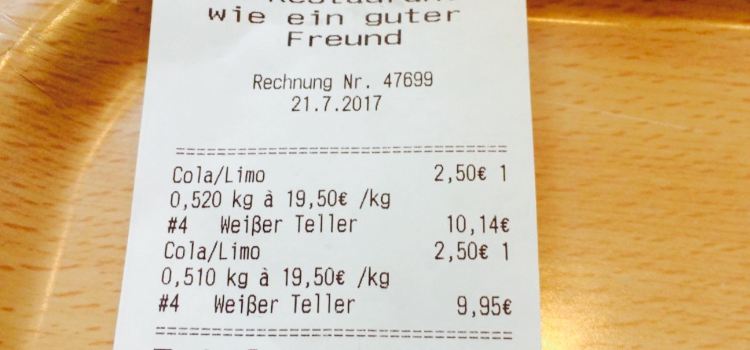 Restaurant
wie ein guter
Freund
Rechnung Nr. 47699
21.7.2017
Cola/Limo 2,50€ 1
0,520 kg à 19,50€ /kg
#4 Weißer Teller 10,14€
Cola/Limo 2,50€ 1
0,510 kg à 19,50€ /kg
#4 Weißer Teller 9,95€